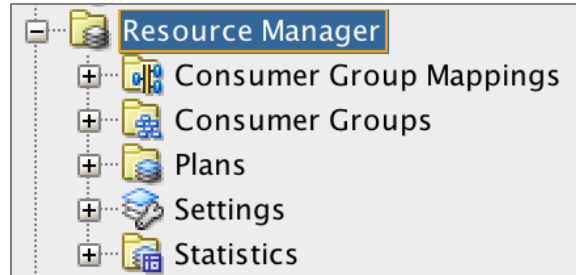 Resource Manager
Consumer Group Mappings
Consumer Groups
Plans
Settings
Statistics